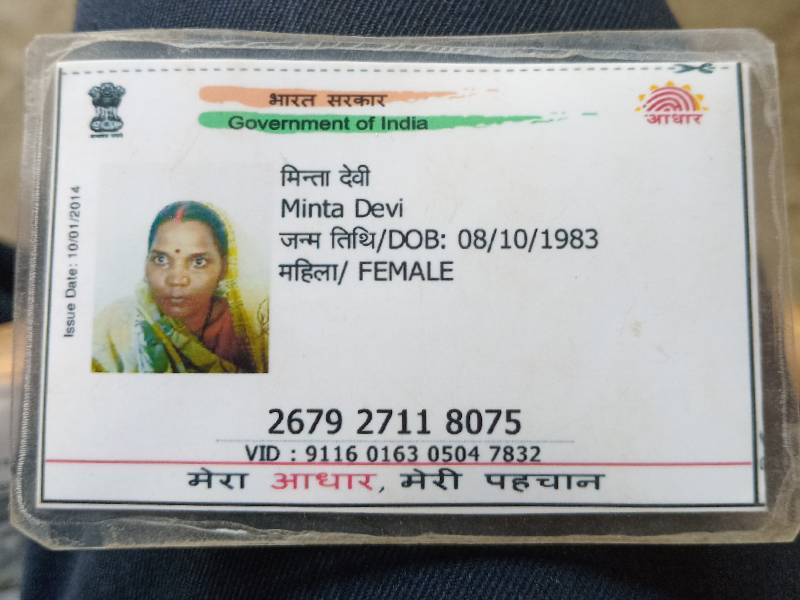 भारत सरकार
Government of India
आधार
Issue Date: 10/01/2014
मिन्ता देवी
Minta Devi
जन्म तिथि/DOB: 08/10/1983
महिला/ FEMALE
2679 2711 8075
VID : 9116 0163 0504 7832
मेरा आधार, मेरी पहचान